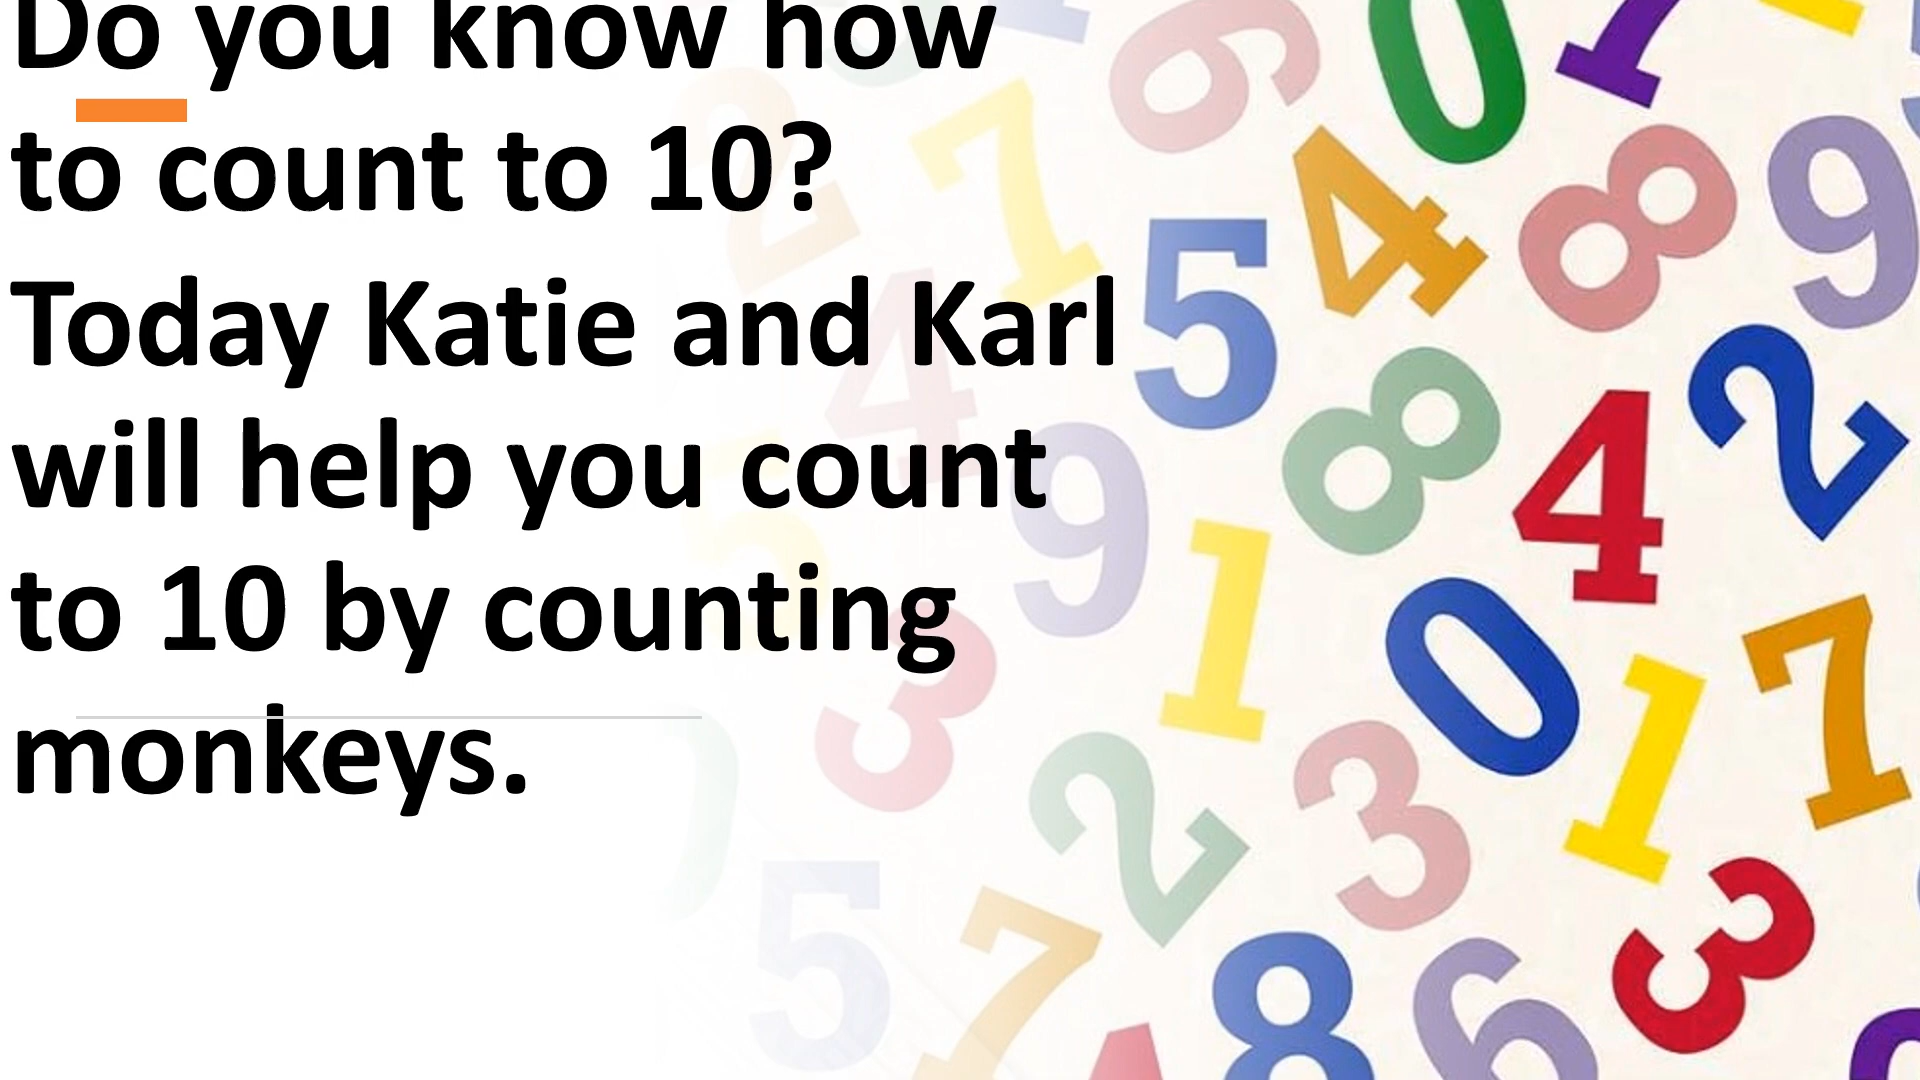 Do you know how
to count to 10?
Today Katie and Karl
will help you count
to 10 by counting
monkeys.